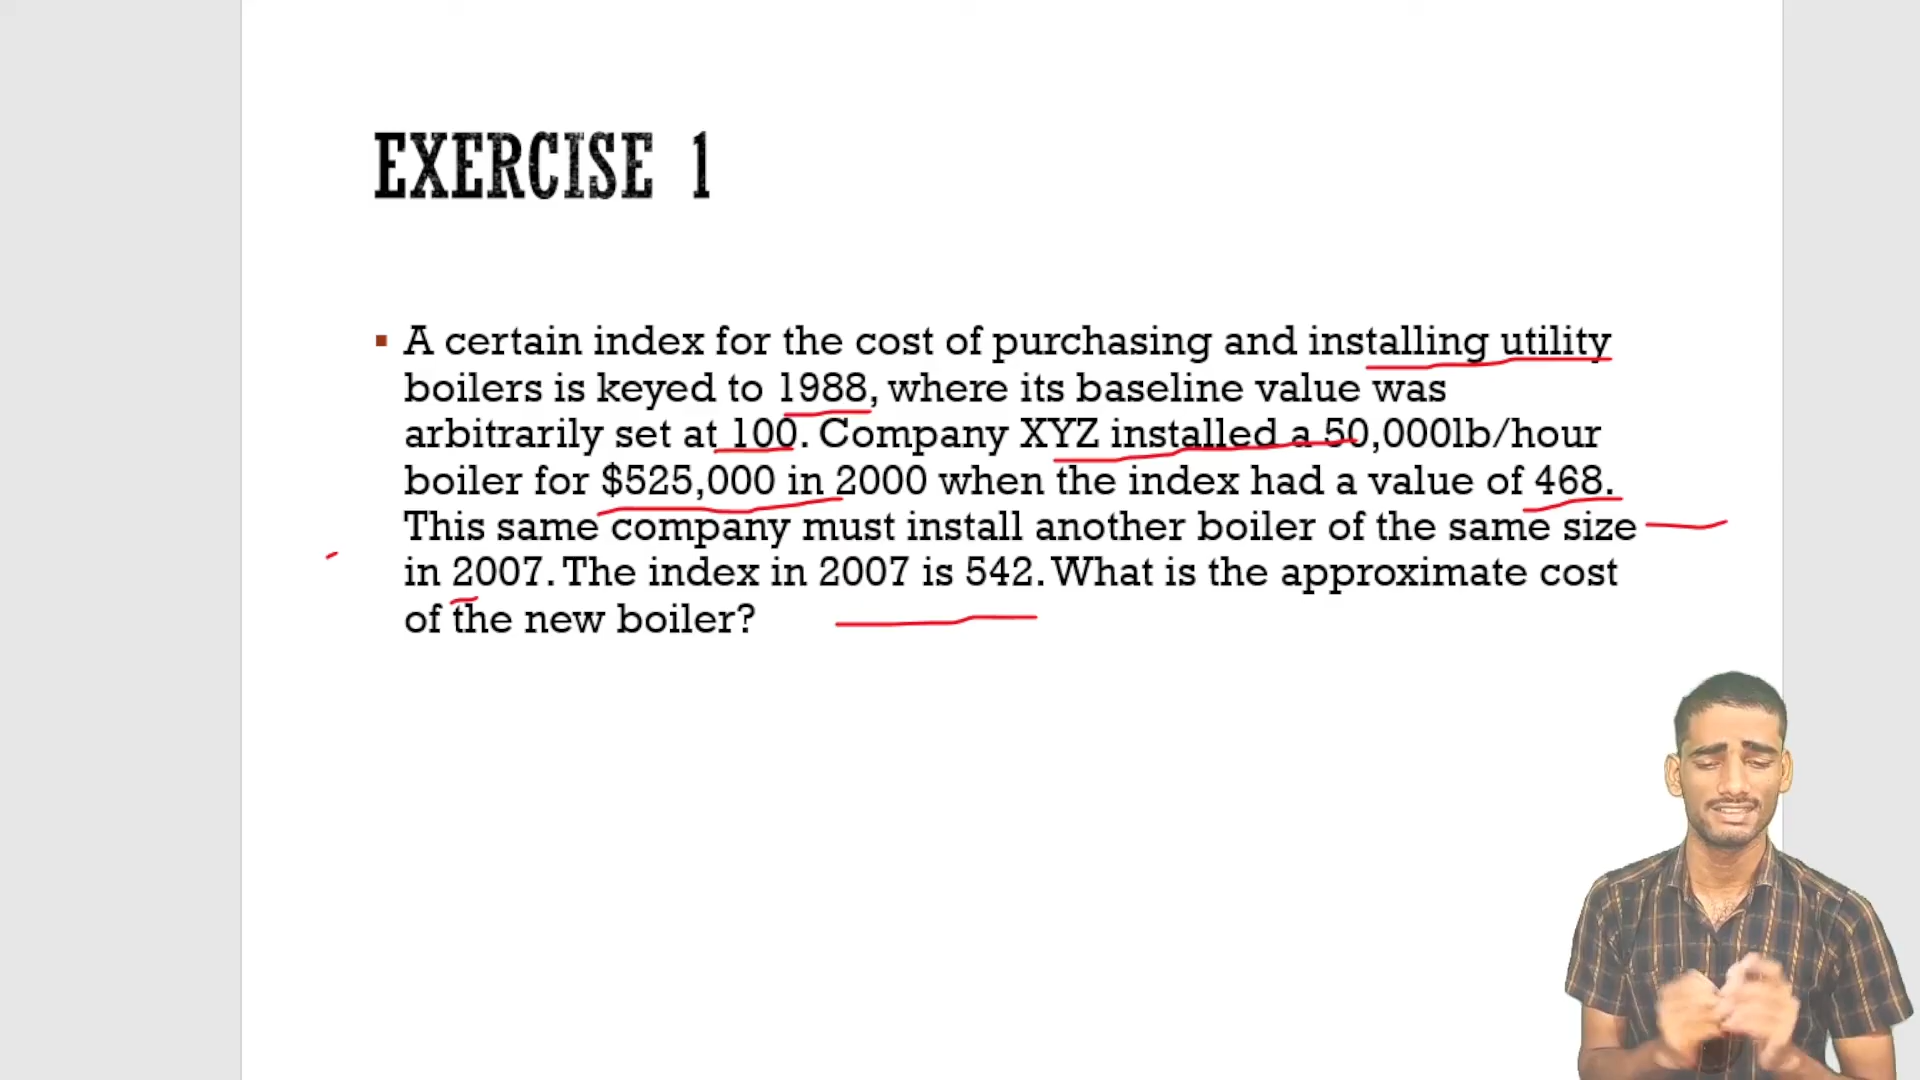 EXERCISE 1
▪ A certain index for the cost of purchasing and installing utility
boilers is keyed to 1988, where its baseline value was
arbitrarily set at 100. Company XYZ installed a 50,000lb/hour
boiler for $525,000 in 2000 when the index had a value of 468.
This same company must install another boiler of the same size
in 2007. The index in 2007 is 542. What is the approximate cost
of the new boiler?